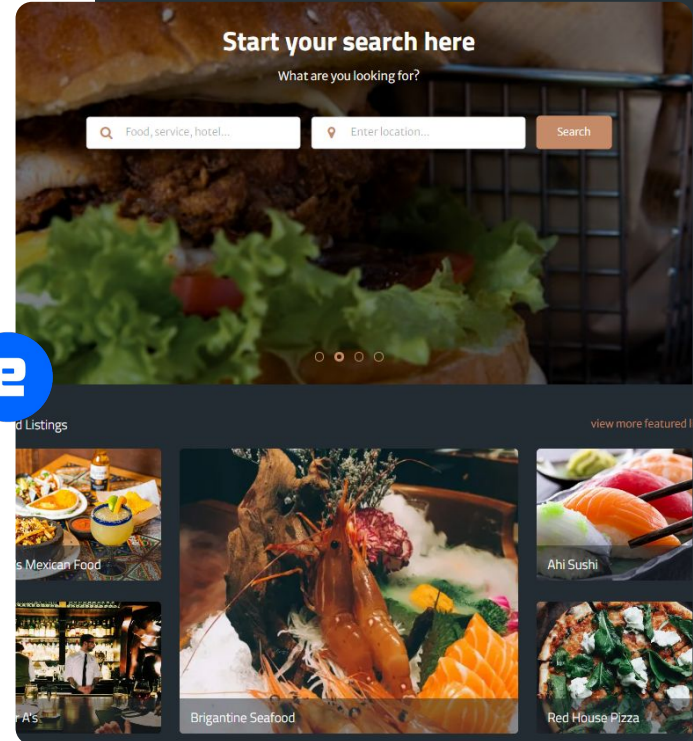 Start your search here
What are you looking for?
Food, service, hotel...
Enter location...
Search
e
d Listings
view more featured l
s Mexican Food
Ahi Sushi
r A's
Brigantine Seafood
Red House Pizza